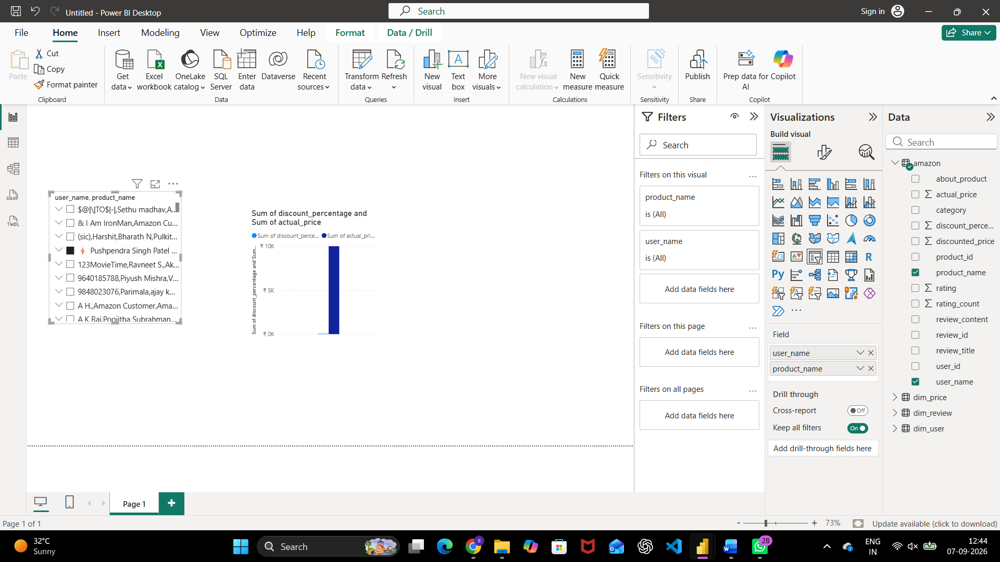 Untitled - Power BI Desktop
Search
Sign in
File
Home
Insert
Modeling
View
Optimize
Help
Format
Data / Drill
Share
Paste
Cut
Copy
Format painter
Clipboard
Get data
Excel workbook
OneLake catalog
SQL Server
Enter data
Dataverse
Recent sources
Data
Transform data
Refresh
Queries
New visual
Text box
More visuals
Insert
New visual calculation
New measure
Quick measure
Calculations
Sensitivity
Sensitivity
Publish
Share
Prep data for AI
Copilot
Copilot
user_name, product_name
$@|\|TO$|-|,Sethu madhav,A...
& I Am IronMan,Amazon Cu...
(sic),Harshit,Bharath N,Pulkit...
Pushpendra Singh Patel ...
123MovieTime,Ravneet S.,Ak...
9640185788,Piyush Mishra,V...
9848023076,Parimala,ajay k...
A H.,Amazon Customer,Ama...
A K Rai,Poojitha Subrahman...
Sum of discount_percentage and
Sum of actual_price
Sum of discount_perce...
Sum of actual_pri...
Sum of discount_percentage and Sum...
₹ 10K
₹ 5K
₹ 0K
Filters
Search
Filters on this visual
product_name
is (All)
user_name
is (All)
Add data fields here
Filters on this page
Add data fields here
Filters on all pages
Add data fields here
Visualizations
Build visual
123
R
Py
Field
user_name
product_name
Drill through
Cross-report
Off
Keep all filters
On
Add drill-through fields here
Data
Search
amazon
about_product
actual_price
category
discount_perce...
discounted_price
product_id
product_name
rating
rating_count
review_content
review_id
review_title
user_id
user_name
dim_price
dim_review
dim_user
DAX
TMDL
Page 1
Page 1 of 1
73%
Update available (click to download)
32°C
Sunny
Search
28
ENG
IN
12:44
07-09-2026